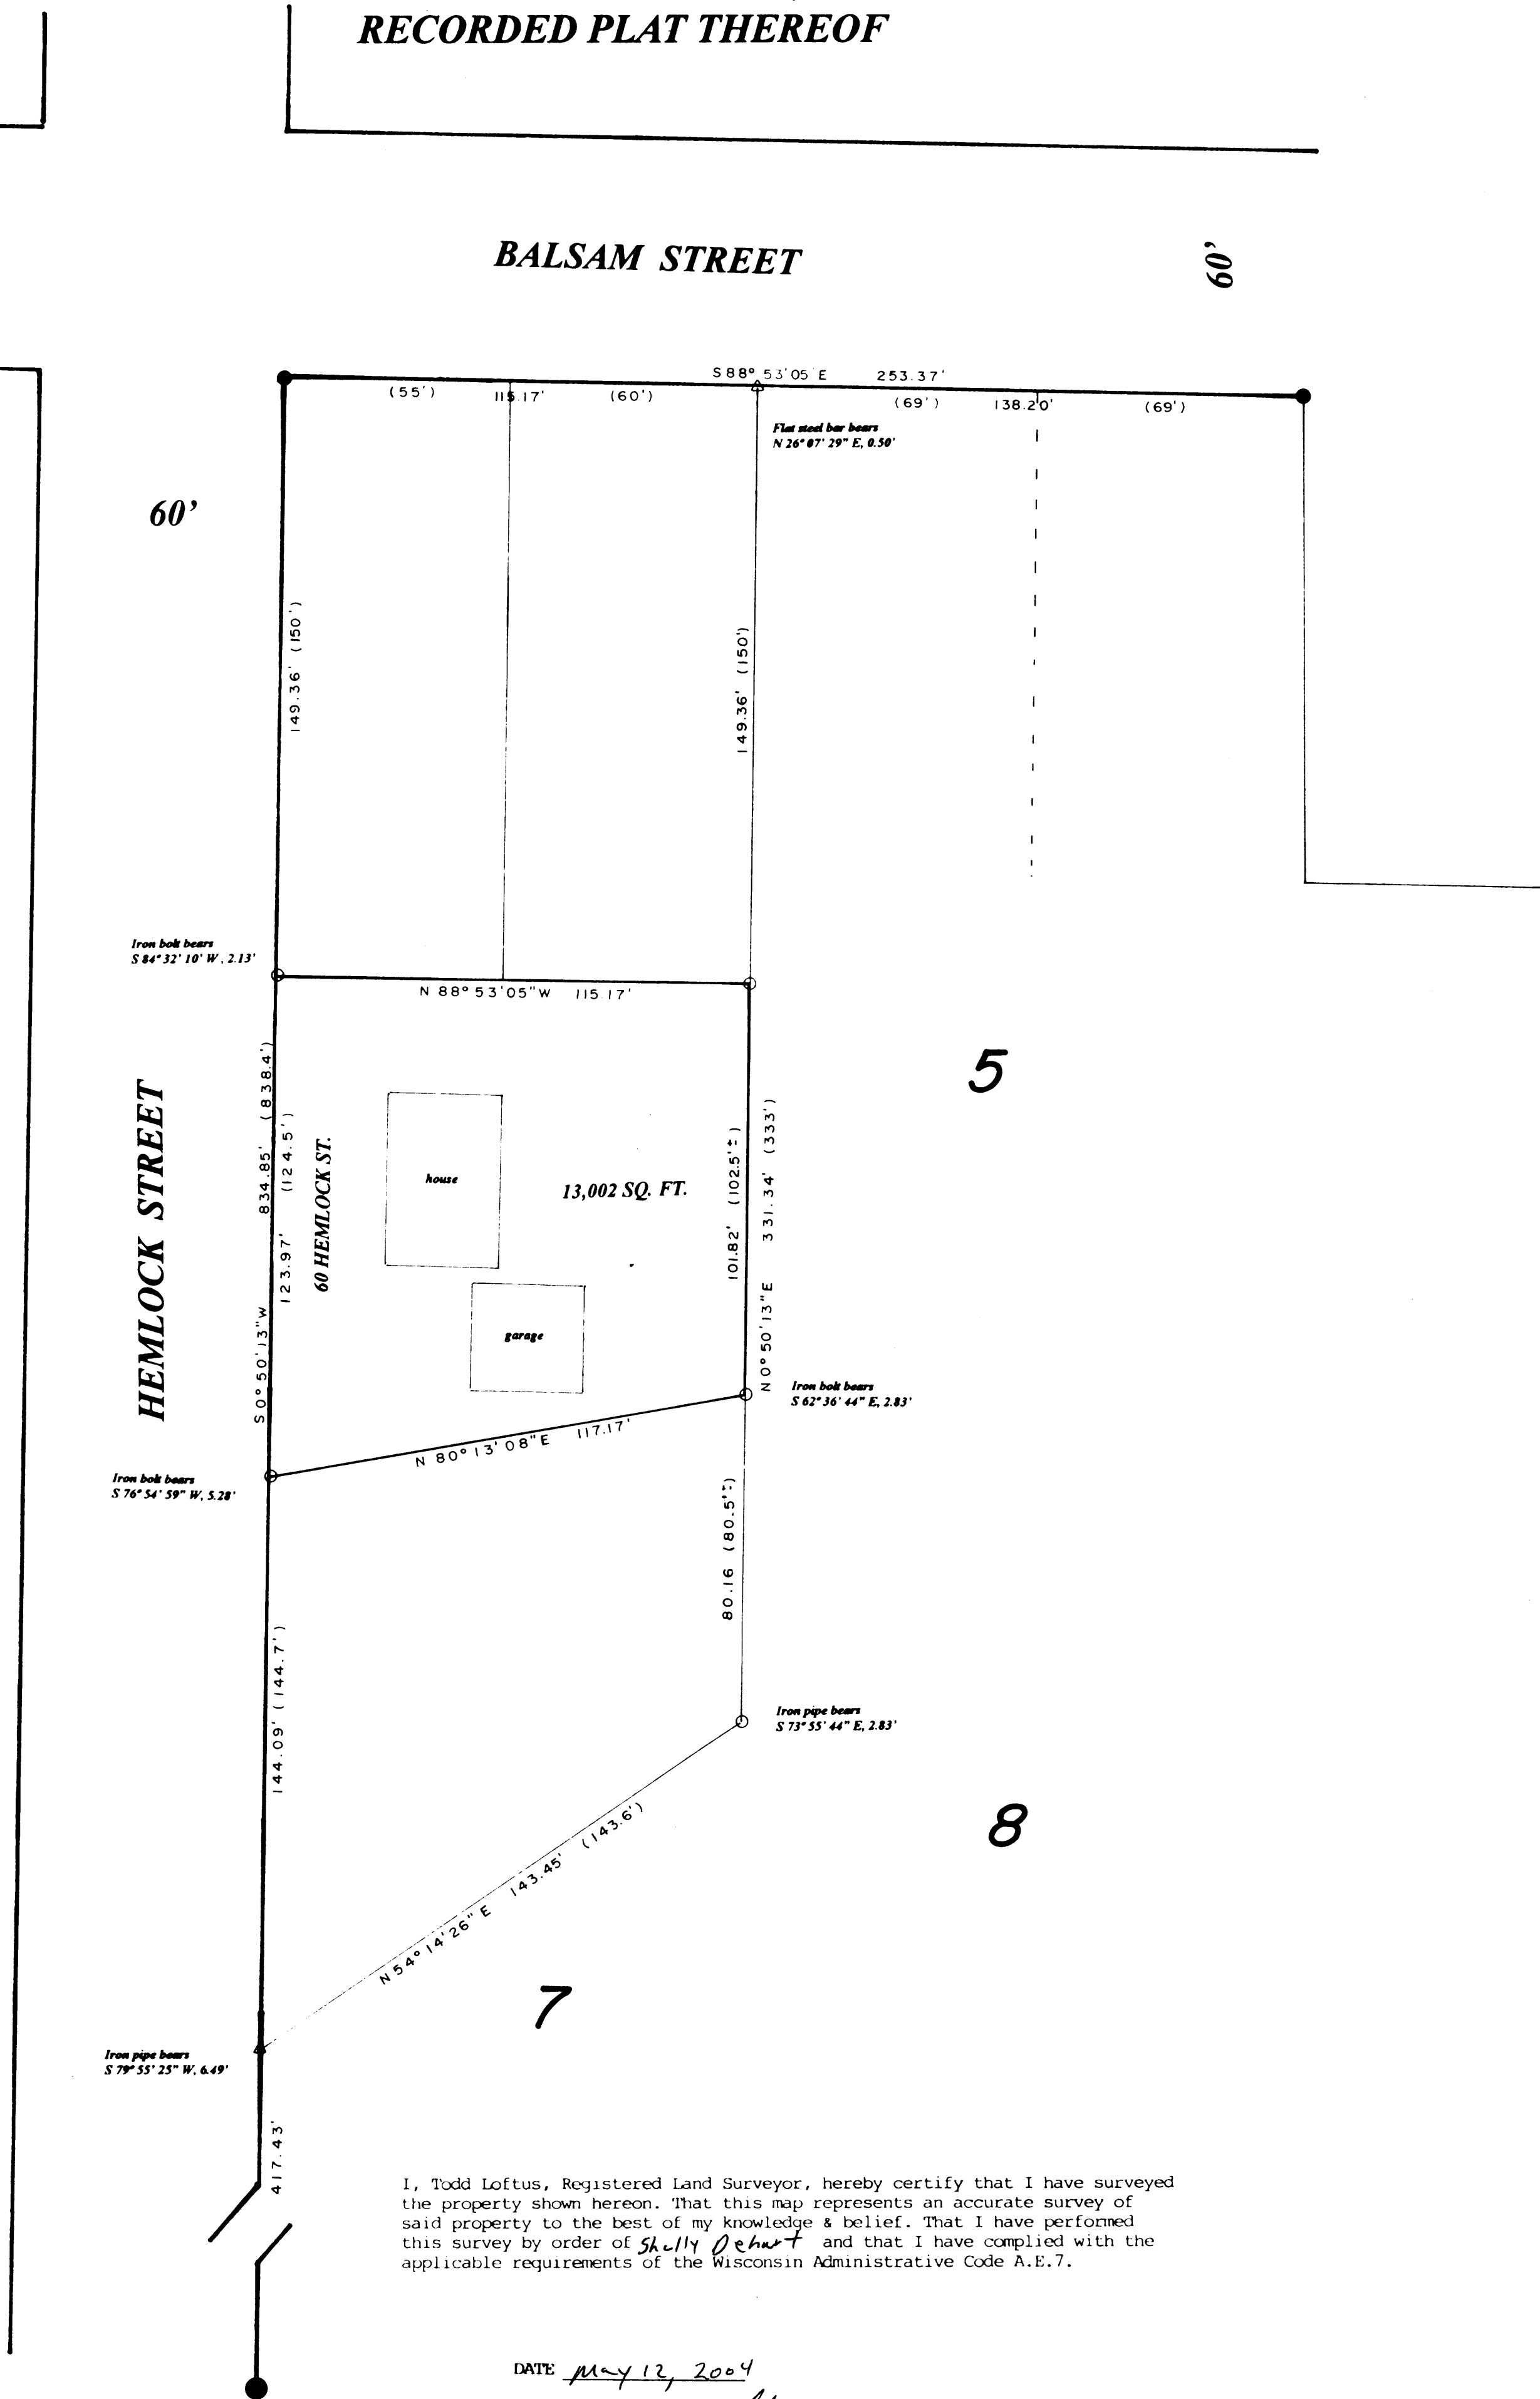 RECORDED PLAT THEREOF
BALSAM STREET
60'
S88° 53'05"E 253.37'
(55') 115.17' (60') (69') 138.20' (69')
Flat steel bar bears
N 26° 07' 29" E, 0.50'
60'
149.36' (150')
149.36' (150')
Iron bolt bears
S 84° 32' 10' W, 2.13'
N 88° 53'05"W 115.17'
HEMLOCK STREET
S 0° 50'13"W 834.85' (838.4')
123.97' (124.5')
60 HEMLOCK ST.
house
13,002 SQ. FT.
101.82' (102.5'±)
N 0° 50'13"E 331.34' (333')
5
garage
Iron bolt bears
S 62° 36' 44" E, 2.83'
N 80° 13' 08"E 117.17'
Iron bolt bears
S 76° 54' 59" W, 5.28'
80.16 (80.5'±)
144.09' (144.7')
Iron pipe bears
S 73° 55' 44" E, 2.83'
N 54° 14'26" E 143.45' (143.6')
8
7
Iron pipe bears
S 79° 55' 25" W, 6.49'
417.43'
I, Todd Loftus, Registered Land Surveyor, hereby certify that I have surveyed
the property shown hereon. That this map represents an accurate survey of
said property to the best of my knowledge & belief. That I have performed
this survey by order of Shelly Dehart and that I have complied with the
applicable requirements of the Wisconsin Administrative Code A.E.7.
DATE May 12, 2004